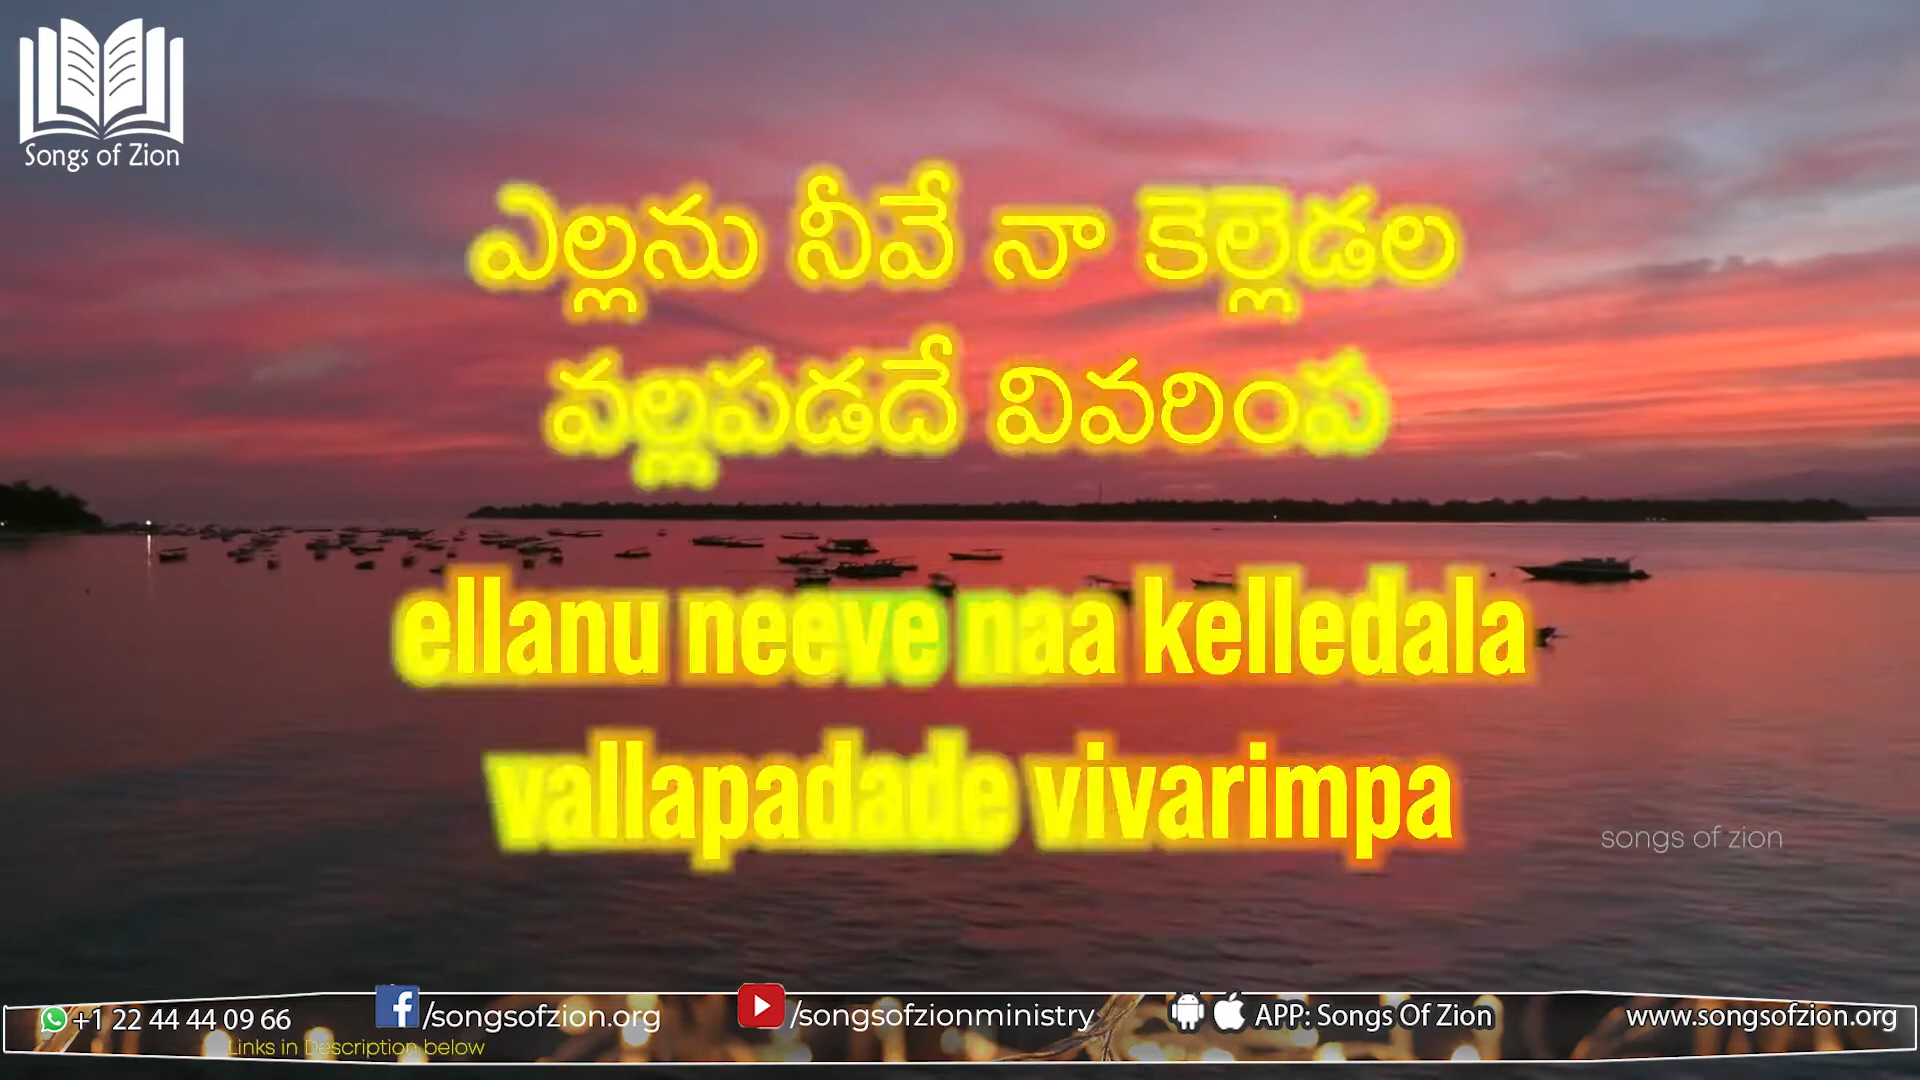 Songs of Zion
ఎల్లను నీవే నా కెల్లెడల
వల్లపడదే వివరింప
ellanu neeve naa kelledala
vallapadade vivarimpa
songs of zion
+1 22 44 44 09 66
/songsofzion.org
/songsofzionministry
APP: Songs Of Zion
www.songsofzion.org
Links in Description below